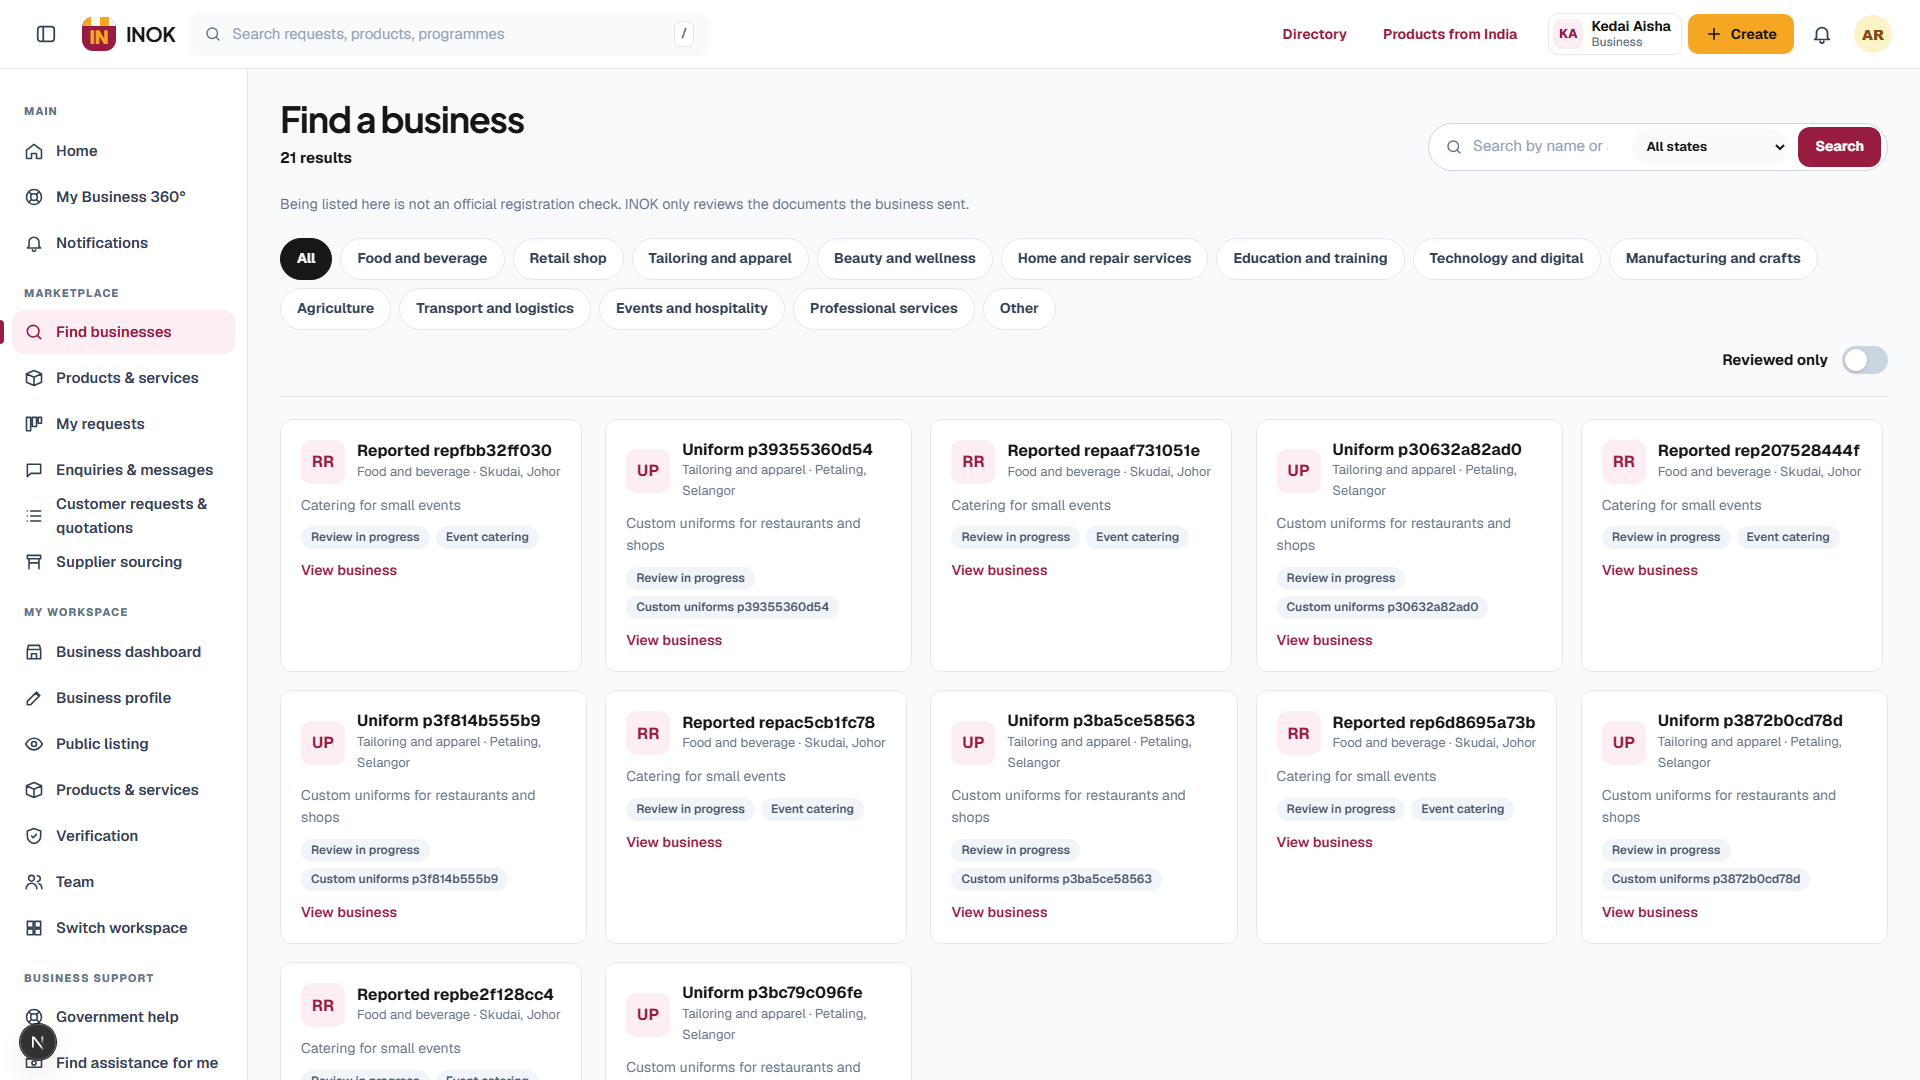 IN INOK
Search requests, products, programmes /
Directory
Products from India
KA Kedai Aisha
Business
+ Create
AR
MAIN
Home
My Business 360°
Notifications
MARKETPLACE
Find businesses
Products & services
My requests
Enquiries & messages
Customer requests &
quotations
Supplier sourcing
MY WORKSPACE
Business dashboard
Business profile
Public listing
Products & services
Verification
Team
Switch workspace
BUSINESS SUPPORT
Government help
N
Find assistance for me
Find a business
21 results
Search by name or
All states
Search
Being listed here is not an official registration check. INOK only reviews the documents the business sent.
All
Food and beverage
Retail shop
Tailoring and apparel
Beauty and wellness
Home and repair services
Education and training
Technology and digital
Manufacturing and crafts
Agriculture
Transport and logistics
Events and hospitality
Professional services
Other
Reviewed only
RR Reported repfbb32ff030
Food and beverage · Skudai, Johor
Catering for small events
Review in progress Event catering
View business
UP Uniform p39355360d54
Tailoring and apparel · Petaling,
Selangor
Custom uniforms for restaurants and
shops
Review in progress
Custom uniforms p39355360d54
View business
RR Reported repaaf731051e
Food and beverage · Skudai, Johor
Catering for small events
Review in progress Event catering
View business
UP Uniform p30632a82ad0
Tailoring and apparel · Petaling,
Selangor
Custom uniforms for restaurants and
shops
Review in progress
Custom uniforms p30632a82ad0
View business
RR Reported rep207528444f
Food and beverage · Skudai, Johor
Catering for small events
Review in progress Event catering
View business
UP Uniform p3f814b555b9
Tailoring and apparel · Petaling,
Selangor
Custom uniforms for restaurants and
shops
Review in progress
Custom uniforms p3f814b555b9
View business
RR Reported repac5cb1fc78
Food and beverage · Skudai, Johor
Catering for small events
Review in progress Event catering
View business
UP Uniform p3ba5ce58563
Tailoring and apparel · Petaling,
Selangor
Custom uniforms for restaurants and
shops
Review in progress
Custom uniforms p3ba5ce58563
View business
RR Reported rep6d8695a73b
Food and beverage · Skudai, Johor
Catering for small events
Review in progress Event catering
View business
UP Uniform p3872b0cd78d
Tailoring and apparel · Petaling,
Selangor
Custom uniforms for restaurants and
shops
Review in progress
Custom uniforms p3872b0cd78d
View business
RR Reported repbe2f128cc4
Food and beverage · Skudai, Johor
Catering for small events
Review in progress Event catering
UP Uniform p3bc79c096fe
Tailoring and apparel · Petaling,
Selangor
Custom uniforms for restaurants and